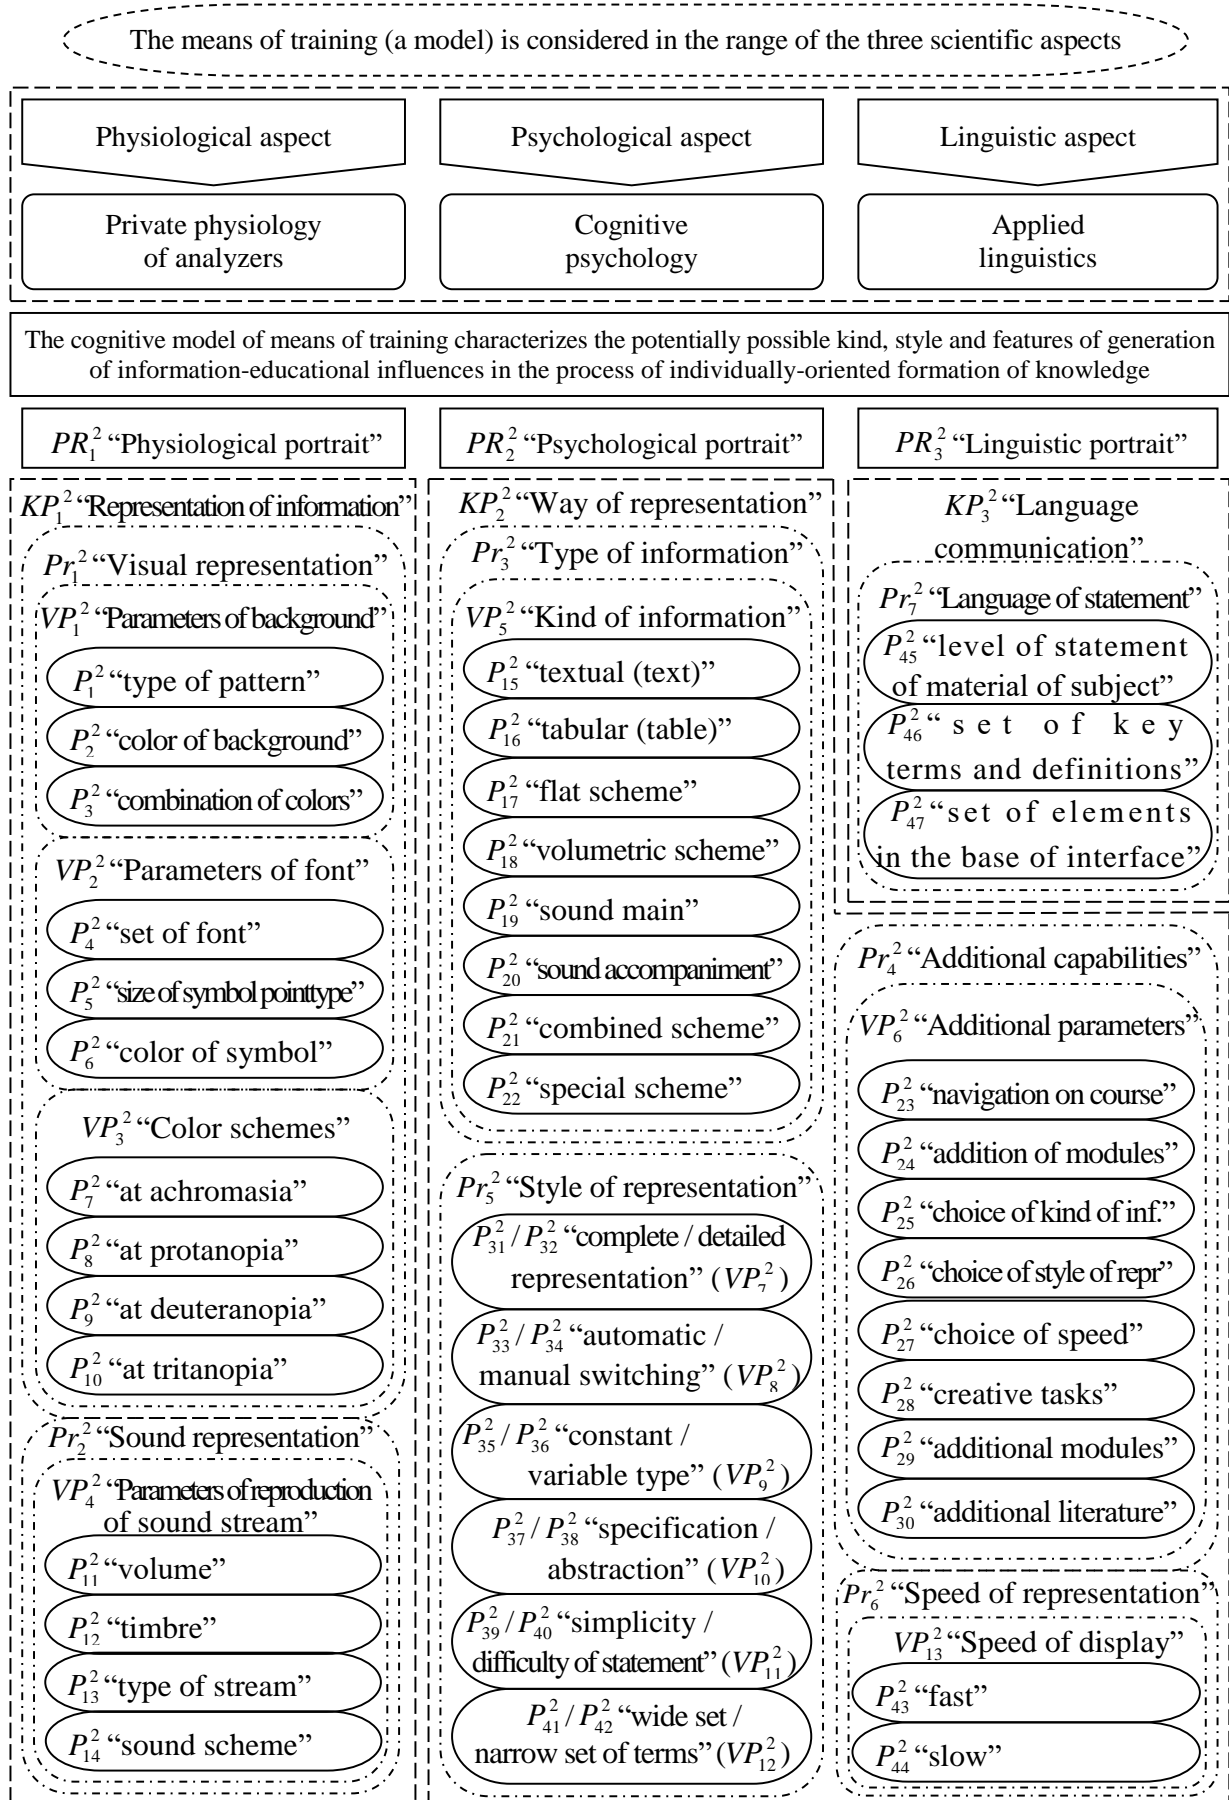 The means of training (a model) is considered in the range of the three scientific aspects
Physiological aspect
Private physiology
of analyzers
Psychological aspect
Cognitive
psychology
Linguistic aspect
Applied
linguistics
The cognitive model of means of training characterizes the potentially possible kind, style and features of generation
of information-educational influences in the process of individually-oriented formation of knowledge
PR₁² “Physiological portrait”
KP₁² “Representation of information”
Pr₁² “Visual representation”
VP₁² “Parameters of background”
P₁² “type of pattern”
P₂² “color of background”
P₃² “combination of colors”
VP₂² “Parameters of font”
P₄² “set of font”
P₅² “size of symbol pointtype”
P₆² “color of symbol”
VP₃² “Color schemes”
P₇² “at achromasia”
P₈² “at protanopia”
P₉² “at deuteranopia”
P₁₀² “at tritanopia”
Pr₂² “Sound representation”
VP₄² “Parameters of reproduction
of sound stream”
P₁₁² “volume”
P₁₂² “timbre”
P₁₃² “type of stream”
P₁₄² “sound scheme”
PR₂² “Psychological portrait”
KP₂² “Way of representation”
Pr₃² “Type of information”
VP₅² “Kind of information”
P₁₅² “textual (text)”
P₁₆² “tabular (table)”
P₁₇² “flat scheme”
P₁₈² “volumetric scheme”
P₁₉² “sound main”
P₂₀² “sound accompaniment”
P₂₁² “combined scheme”
P₂₂² “special scheme”
Pr₅² “Style of representation”
P₃₁² / P₃₂² “complete / detailed
representation” (VP₇²)
P₃₃² / P₃₄² “automatic /
manual switching” (VP₈²)
P₃₅² / P₃₆² “constant /
variable type” (VP₉²)
P₃₇² / P₃₈² “specification /
abstraction” (VP₁₀²)
P₃₉² / P₄₀² “simplicity /
difficulty of statement” (VP₁₁²)
P₄₁² / P₄₂² “wide set /
narrow set of terms” (VP₁₂²)
PR₃² “Linguistic portrait”
KP₃² “Language
communication”
Pr₇² “Language of statement”
P₄₅² “level of statement
of material of subject”
P₄₆² “set of key
terms and definitions”
P₄₇² “set of elements
in the base of interface”
Pr₄² “Additional capabilities”
VP₆² “Additional parameters”
P₂₃² “navigation on course”
P₂₄² “addition of modules”
P₂₅² “choice of kind of inf.”
P₂₆² “choice of style of repr”
P₂₇² “choice of speed”
P₂₈² “creative tasks”
P₂₉² “additional modules”
P₃₀² “additional literature”
Pr₆² “Speed of representation”
VP₁₃² “Speed of display”
P₄₃² “fast”
P₄₄² “slow”